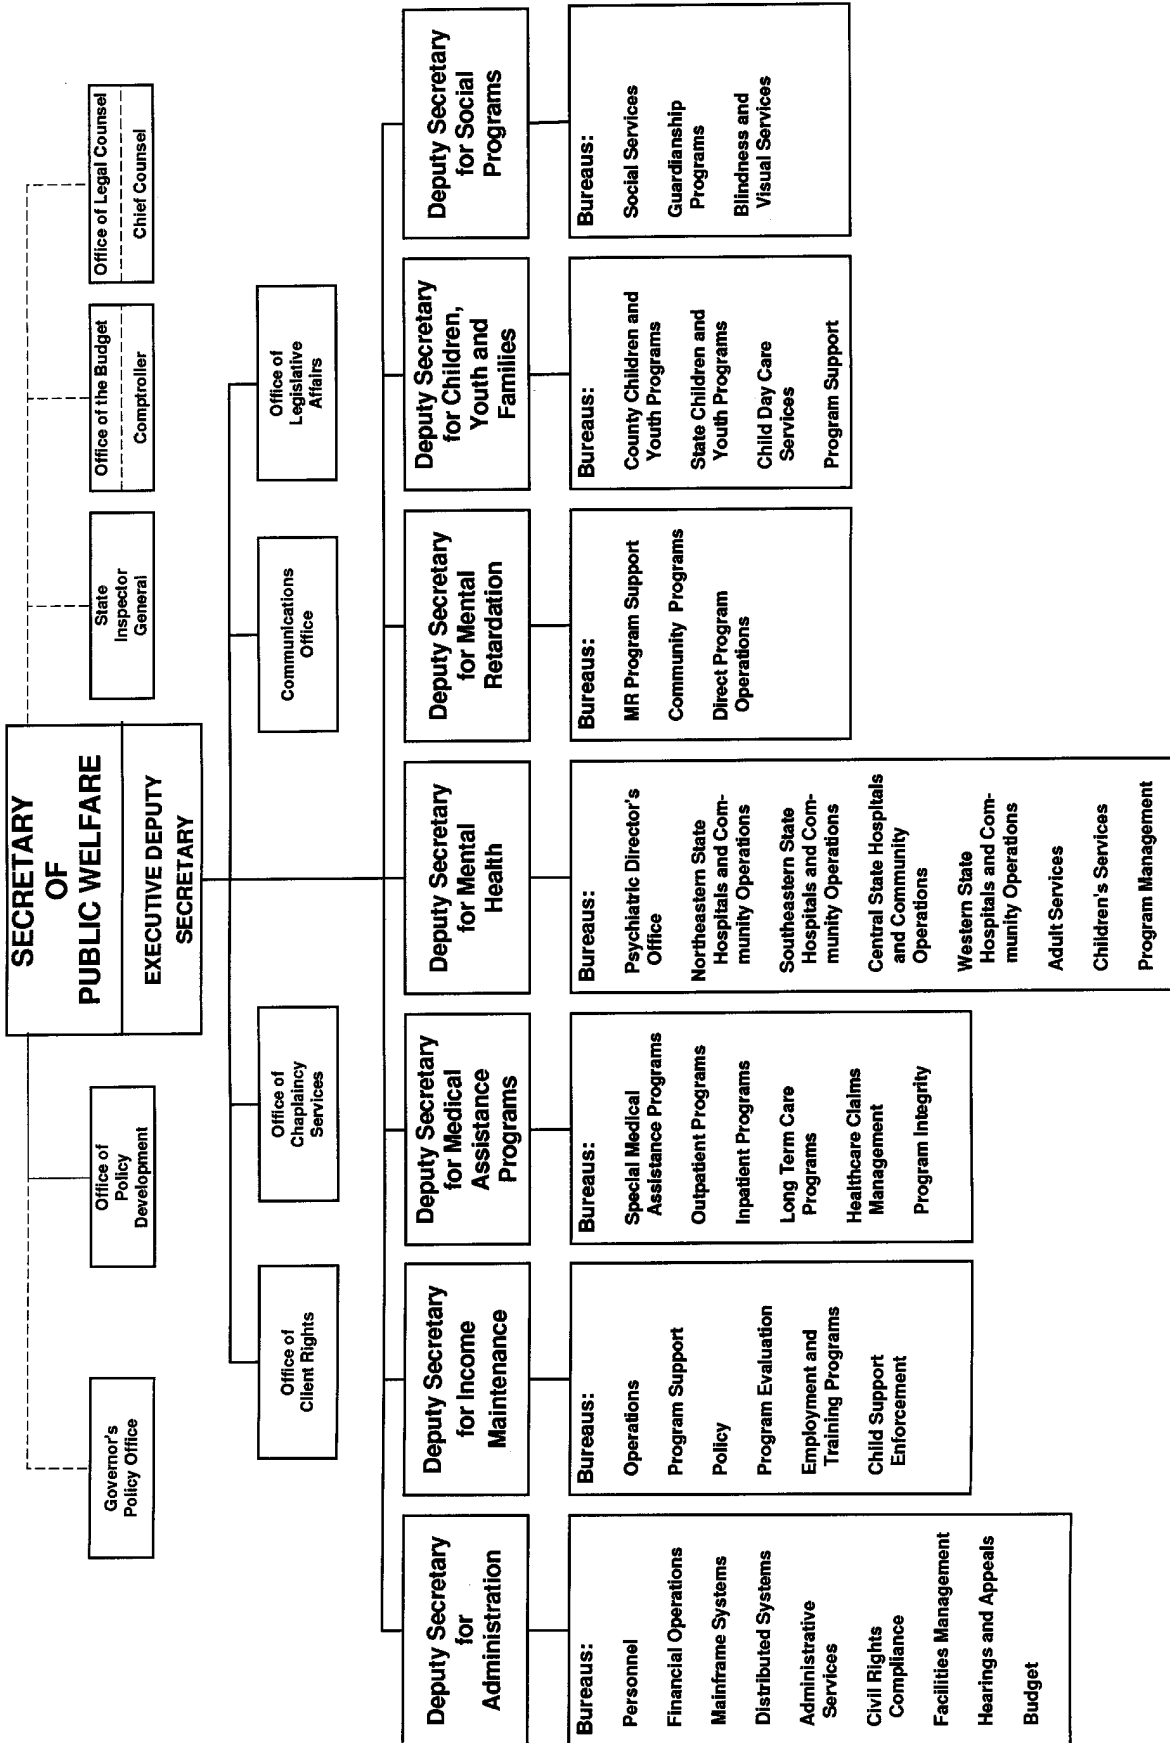 SECRETARY
OF
PUBLIC WELFARE
EXECUTIVE DEPUTY
SECRETARY
Governor's
Policy Office
Office of
Policy
Development
State
Inspector
General
Office of the Budget
Comptroller
Office of Legal Counsel
Chief Counsel
Office of
Client Rights
Office of
Chaplaincy
Services
Communications
Office
Office of
Legislative
Affairs
Deputy Secretary
for
Administration
Bureaus:
Personnel
Financial Operations
Mainframe Systems
Distributed Systems
Administrative
Services
Civil Rights
Compliance
Facilities Management
Hearings and Appeals
Budget
Deputy Secretary
for Income
Maintenance
Bureaus:
Operations
Program Support
Policy
Program Evaluation
Employment and
Training Programs
Child Support
Enforcement
Deputy Secretary
for Medical
Assistance
Programs
Bureaus:
Special Medical
Assistance Programs
Outpatient Programs
Inpatient Programs
Long Term Care
Programs
Healthcare Claims
Management
Program Integrity
Deputy Secretary
for Mental
Health
Bureaus:
Psychiatric Director's
Office
Northeastern State
Hospitals and Com-
munity Operations
Southeastern State
Hospitals and Com-
munity Operations
Central State Hospitals
and Community
Operations
Western State
Hospitals and Com-
munity Operations
Adult Services
Children's Services
Program Management
Deputy Secretary
for Mental
Retardation
Bureaus:
MR Program Support
Community Programs
Direct Program
Operations
Deputy Secretary
for Children,
Youth and
Families
Bureaus:
County Children and
Youth Programs
State Children and
Youth Programs
Child Day Care
Services
Program Support
Deputy Secretary
for Social
Programs
Bureaus:
Social Services
Guardianship
Programs
Blindness and
Visual Services